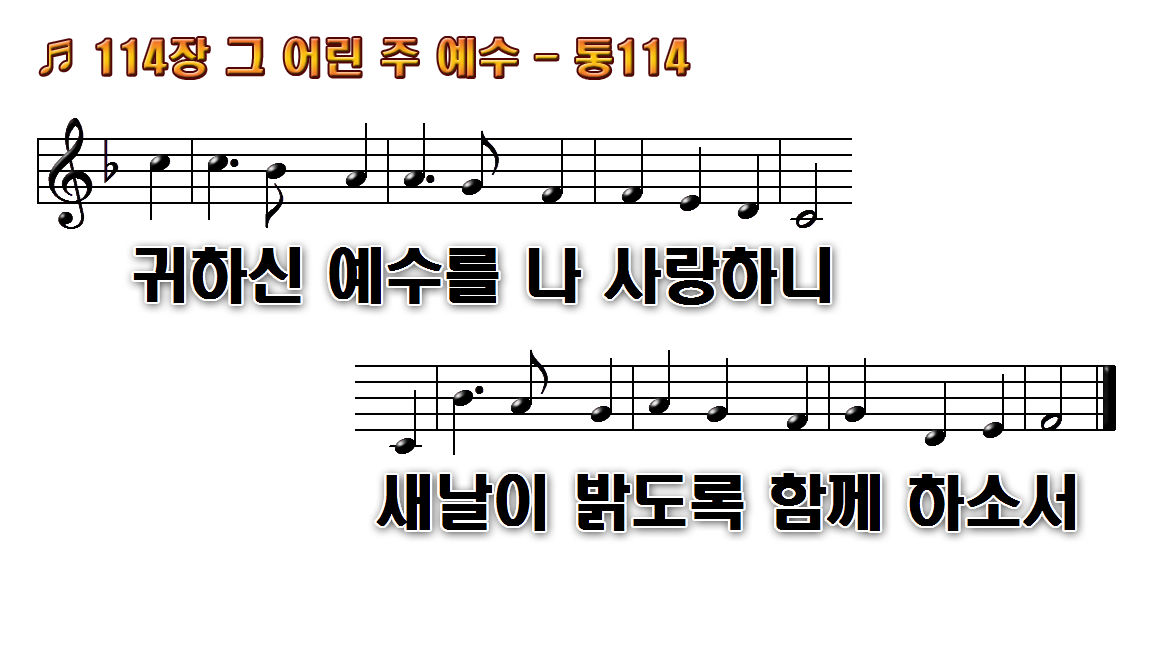 114장 그 어린 주 예수 - 통114
귀하신 예수를 나 사랑하니
새날이 밝도록 함께 하소서